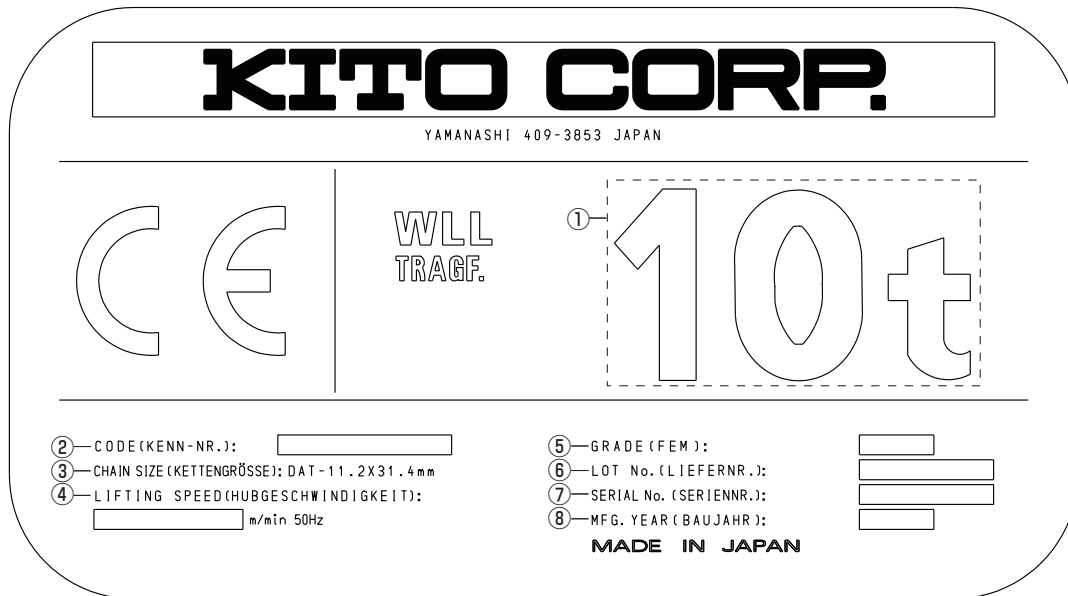 KITO CORP.
YAMANASHI 409-3853 JAPAN
CE
WLL
TRAGF.
① 10t
② CODE(KENN-NR.):
③ CHAIN SIZE(KETTENGRÖSSE): DAT-11.2X31.4mm
④ LIFTING SPEED(HUBGESCHWINDIGKEIT):
m/min 50Hz
⑤ GRADE(FEM):
⑥ LOT No.(LIEFERNR.):
⑦ SERIAL No.(SERIENNR.):
⑧ MFG. YEAR(BAUJAHR):
MADE IN JAPAN